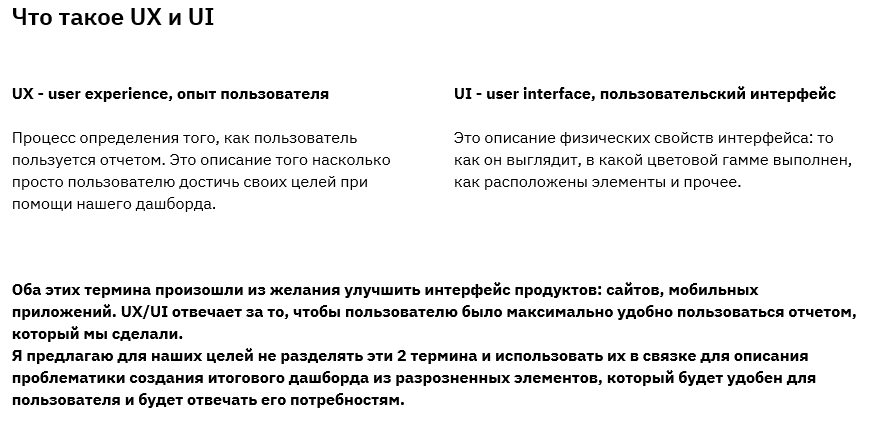 Что такое UX и UI
UX - user experience, опыт пользователя
Процесс определения того, как пользователь
пользуется отчетом. Это описание того насколько
просто пользователю достичь своих целей при
помощи нашего дашборда.
UI - user interface, пользовательский интерфейс
Это описание физических свойств интерфейса: то
как он выглядит, в какой цветовой гамме выполнен,
как расположены элементы и прочее.
Оба этих термина произошли из желания улучшить интерфейс продуктов: сайтов, мобильных
приложений. UX/UI отвечает за то, чтобы пользователю было максимально удобно пользоваться отчетом,
который мы сделали.
Я предлагаю для наших целей не разделять эти 2 термина и использовать их в связке для описания
проблематики создания итогового дашборда из разрозненных элементов, который будет удобен для
пользователя и будет отвечать его потребностям.